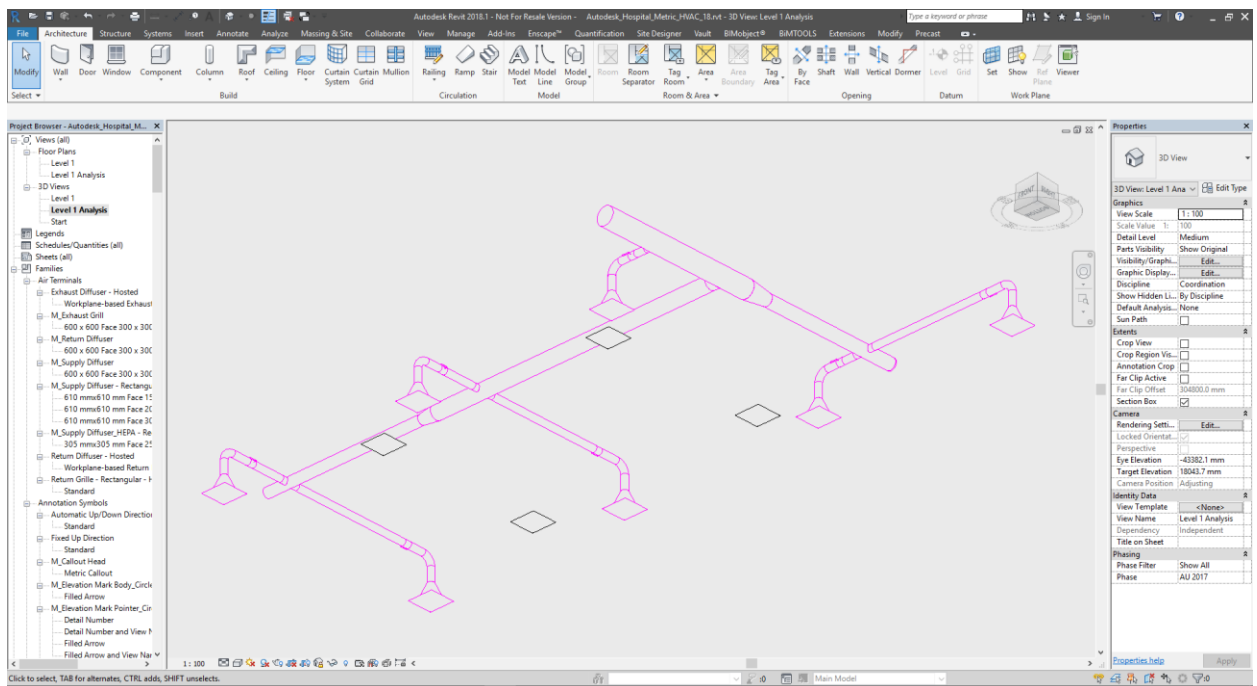 Autodesk Revit 2018.1 - Not For Resale Version - Autodesk_Hospital_Metric_HVAC_18.rvt - 3D View: Level 1 Analysis
Type a keyword or phrase
Sign In
File Architecture Structure Systems Insert Annotate Analyze Massing & Site Collaborate View Manage Add-Ins Enscape™ Quantification Site Designer Vault BIMobject® BiMTOOLS Extensions Modify Precast
Modify Wall Door Window Component Column Roof Ceiling Floor Curtain System Curtain Grid Mullion Railing Ramp Stair Model Text Model Line Model Group Room Room Separator Tag Room Area Area Boundary Tag Area By Face Shaft Wall Vertical Dormer Level Grid Set Show Ref Plane Viewer
Select Build Circulation Model Room & Area Opening Datum Work Plane
Project Browser - Autodesk_Hospital_M...
Views (all)
Floor Plans
Level 1
Level 1 Analysis
3D Views
Level 1
Level 1 Analysis
Start
Legends
Schedules/Quantities (all)
Sheets (all)
Families
Air Terminals
Exhaust Diffuser - Hosted
Workplane-based Exhaust
M_Exhaust Grill
600 x 600 Face 300 x 300
M_Return Diffuser
600 x 600 Face 300 x 300
M_Supply Diffuser
600 x 600 Face 300 x 300
M_Supply Diffuser - Rectangu
610 mmx610 mm Face 15
610 mmx610 mm Face 20
610 mmx610 mm Face 30
M_Supply Diffuser_HEPA - Re
305 mmx305 mm Face 25
Return Diffuser - Hosted
Workplane-based Return
Return Grille - Rectangular - H
Standard
Annotation Symbols
Automatic Up/Down Direction
Standard
Fixed Up Direction
Standard
M_Callout Head
Metric Callout
M_Elevation Mark Body_Circle
Filled Arrow
M_Elevation Mark Pointer_Cir
Detail Number
Detail Number and View N
Filled Arrow
Filled Arrow and View Nar
FRONT
Properties
3D View
3D View: Level 1 Ana Edit Type
Graphics
View Scale 1 : 100
Scale Value 1: 100
Detail Level Medium
Parts Visibility Show Original
Visibility/Graphi... Edit...
Graphic Display... Edit...
Discipline Coordination
Show Hidden Li... By Discipline
Default Analysis... None
Sun Path
Extents
Crop View
Crop Region Vis...
Annotation Crop
Far Clip Active
Far Clip Offset 304800.0 mm
Section Box
Camera
Rendering Setti... Edit...
Locked Orientat...
Perspective
Eye Elevation -43382.1 mm
Target Elevation 18043.7 mm
Camera Position Adjusting
Identity Data
View Template <None>
View Name Level 1 Analysis
Dependency Independent
Title on Sheet
Phasing
Phase Filter Show All
Phase AU 2017
Properties help Apply
1 : 100
Click to select, TAB for alternates, CTRL adds, SHIFT unselects.
:0
Main Model
:0